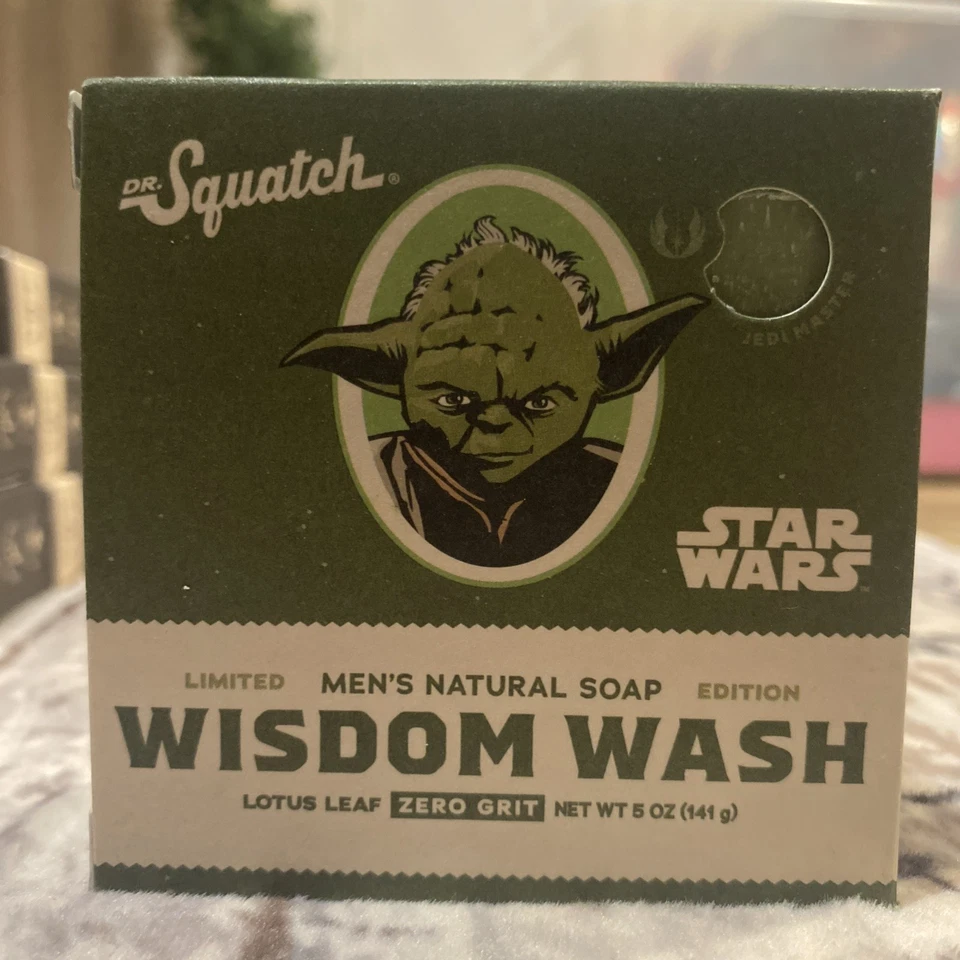 DR. Squatch®
JEDI MASTER
STAR
WARS™
LIMITED MEN'S NATURAL SOAP EDITION
WISDOM WASH
LOTUS LEAF ZERO GRIT NET WT 5 OZ (141 g)